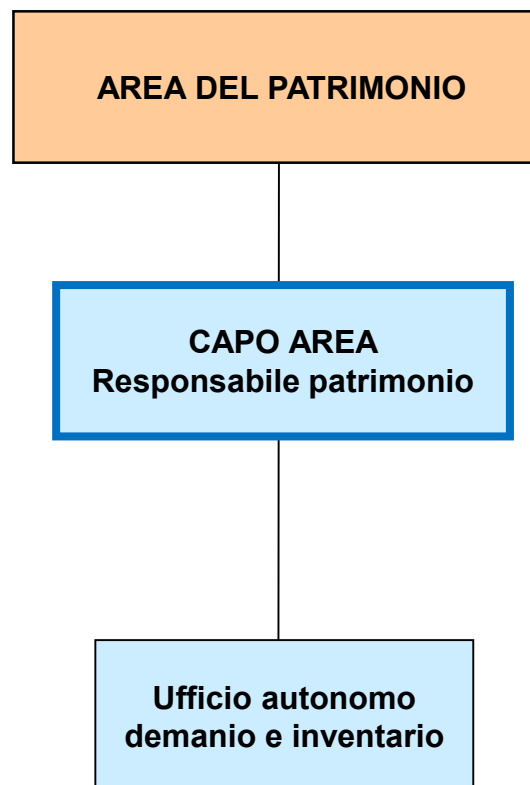 AREA DEL PATRIMONIO
CAPO AREA
Responsabile patrimonio
Ufficio autonomo
demanio e inventario